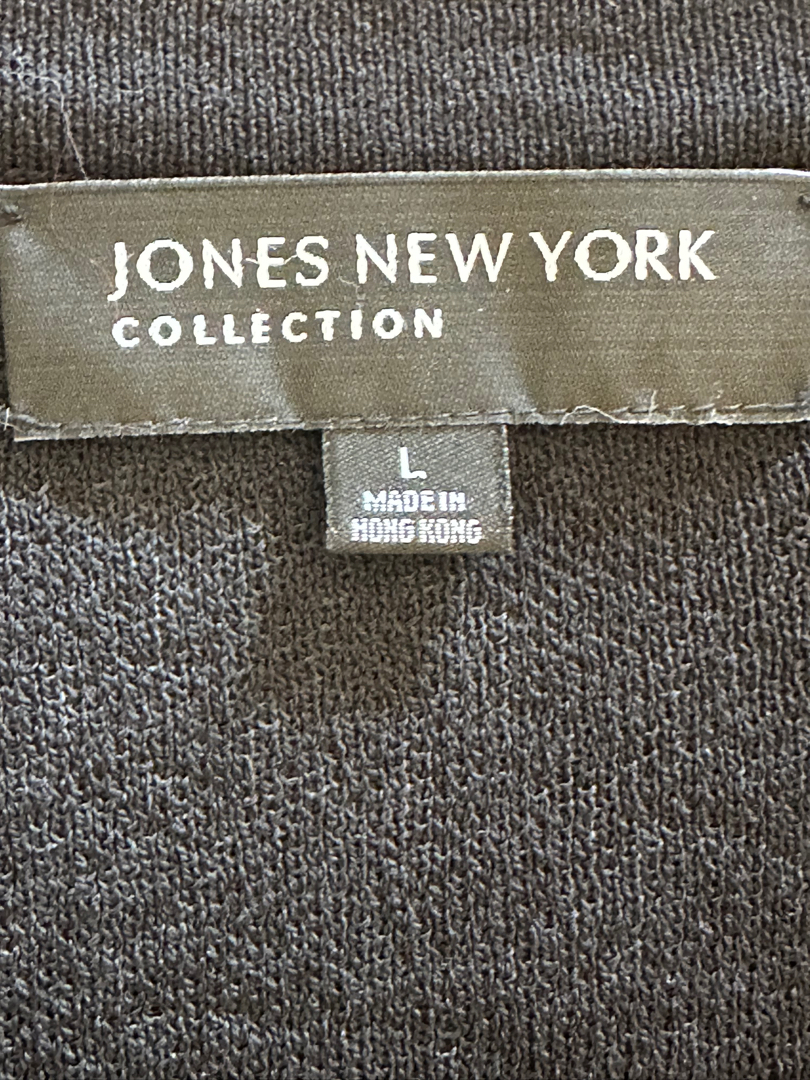 JONES NEW YORK
COLLECTION
L
MADE IN
HONG KONG